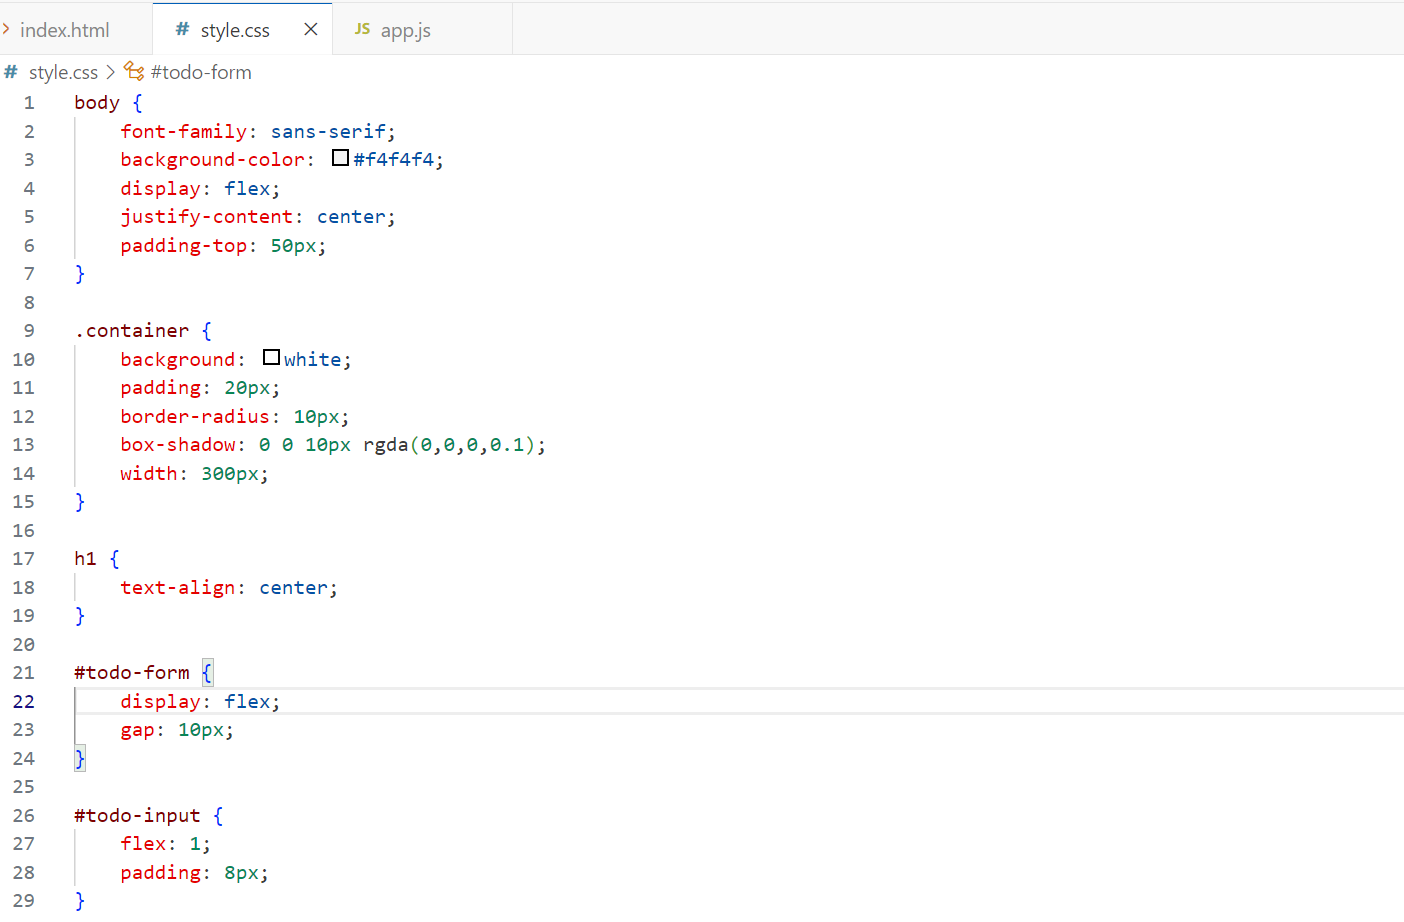 index.html # style.css × JS app.js
# style.css > #todo-form
1 body {
2     font-family: sans-serif;
3     background-color: #f4f4f4;
4     display: flex;
5     justify-content: center;
6     padding-top: 50px;
7 }
8
9 .container {
10     background: white;
11     padding: 20px;
12     border-radius: 10px;
13     box-shadow: 0 0 10px rgda(0,0,0,0.1);
14     width: 300px;
15 }
16
17 h1 {
18     text-align: center;
19 }
20
21 #todo-form {
22     display: flex;
23     gap: 10px;
24 }
25
26 #todo-input {
27     flex: 1;
28     padding: 8px;
29 }